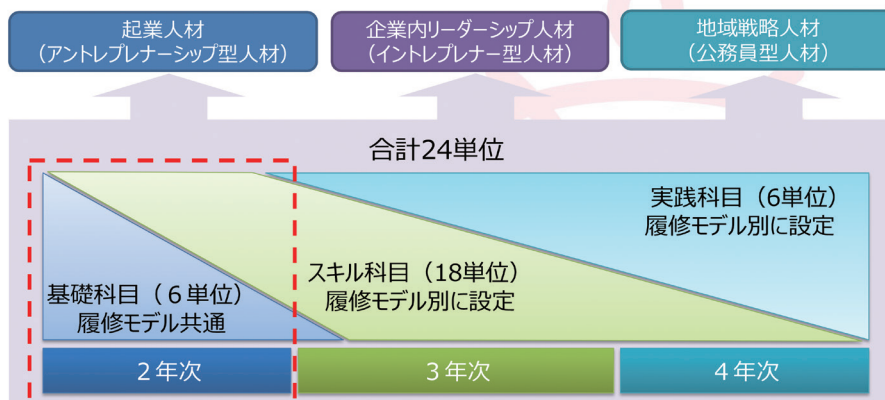 起業人材
（アントレプレナーシップ型人材）
企業内リーダーシップ人材
（イントレプレナー型人材）
地域戦略人材
（公務員型人材）
合計24単位
実践科目（6単位）
履修モデル別に設定
スキル科目（18単位）
履修モデル別に設定
基礎科目（６単位）
履修モデル共通
２年次
３年次
４年次